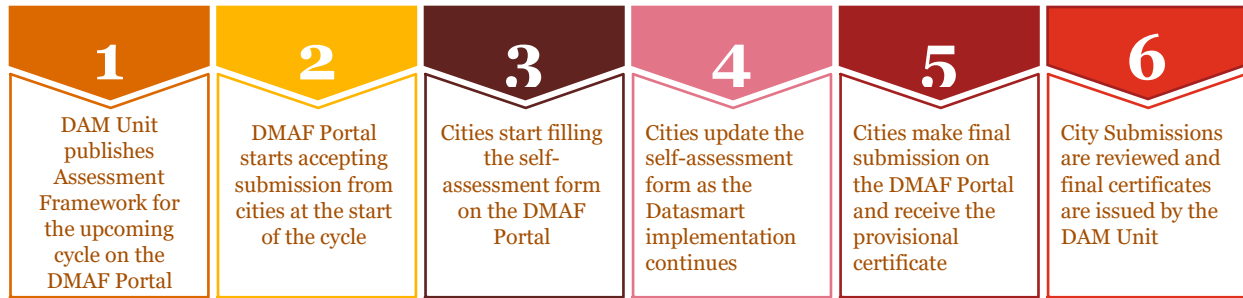 1
DAM Unit
publishes
Assessment
Framework for
the upcoming
cycle on the
DMAF Portal
2
DMAF Portal
starts accepting
submission from
cities at the start
of the cycle
3
Cities start filling
the self-
assessment form
on the DMAF
Portal
4
Cities update the
self-assessment
form as the
Datasmart
implementation
continues
5
Cities make final
submission on
the DMAF Portal
and receive the
provisional
certificate
6
City Submissions
are reviewed and
final certificates
are issued by the
DAM Unit